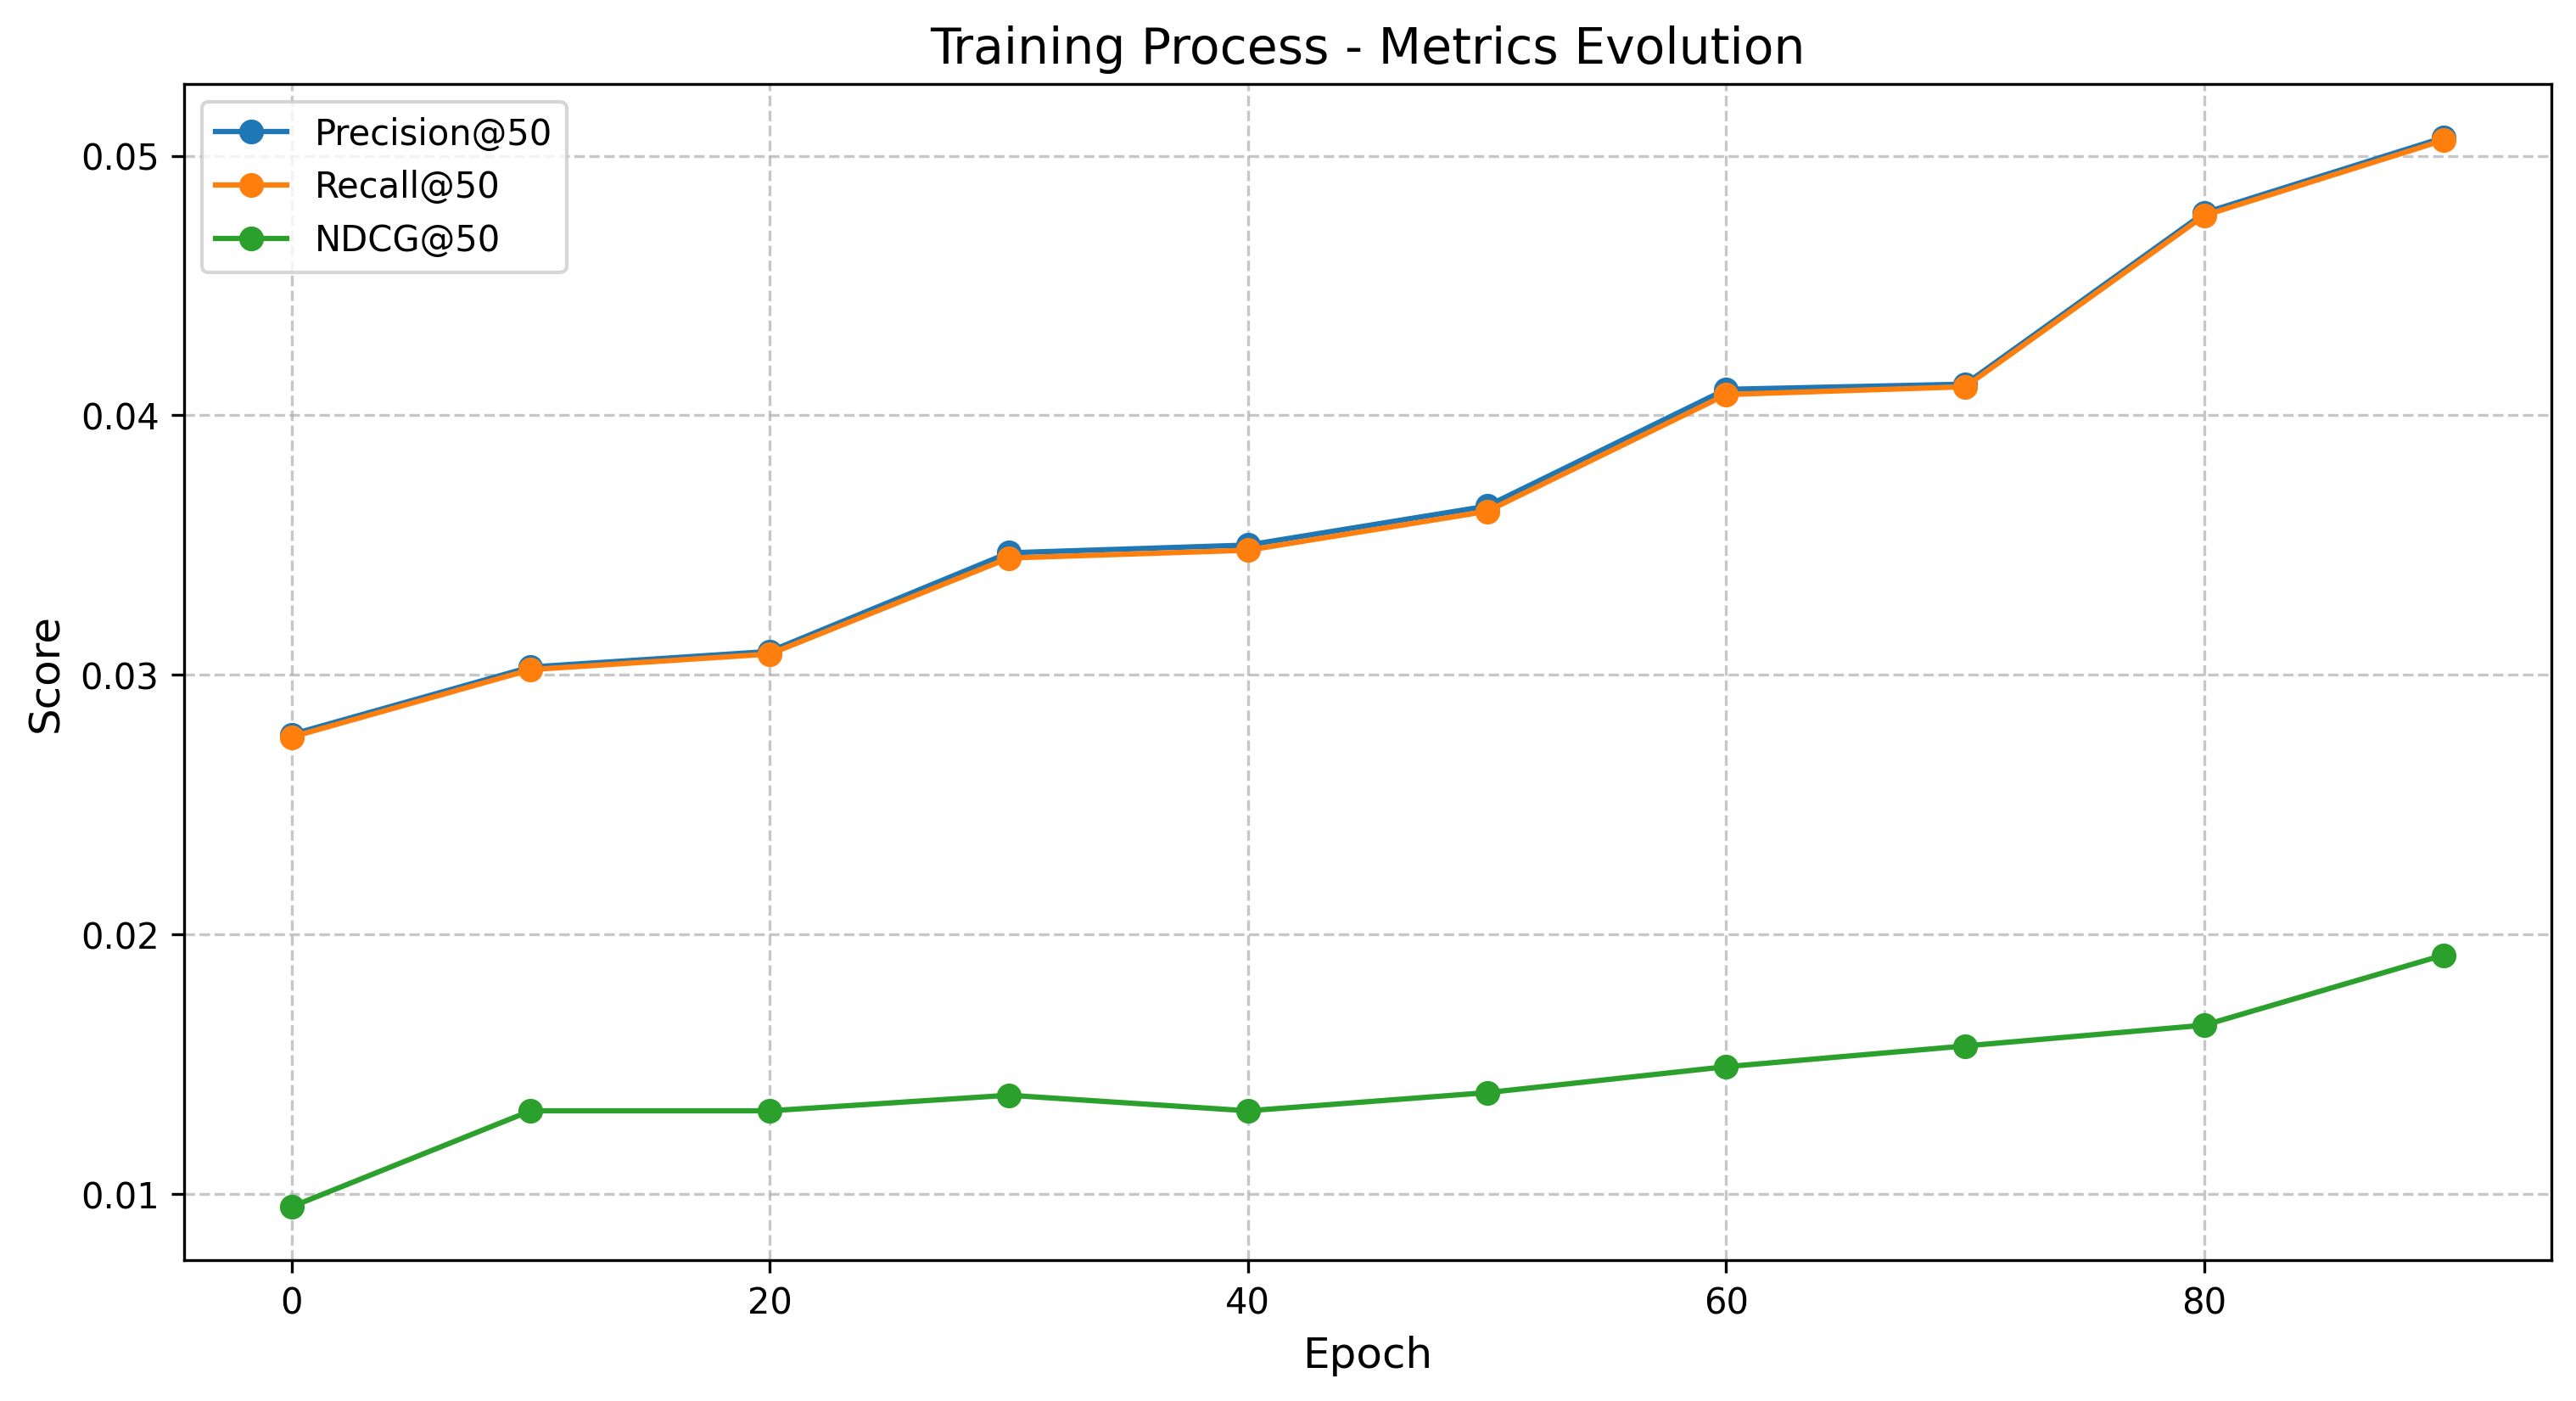 Training Process - Metrics Evolution
Precision@50
Recall@50
NDCG@50
0.05
0.04
0.03
0.02
0.01
Score
0 20 40 60 80
Epoch